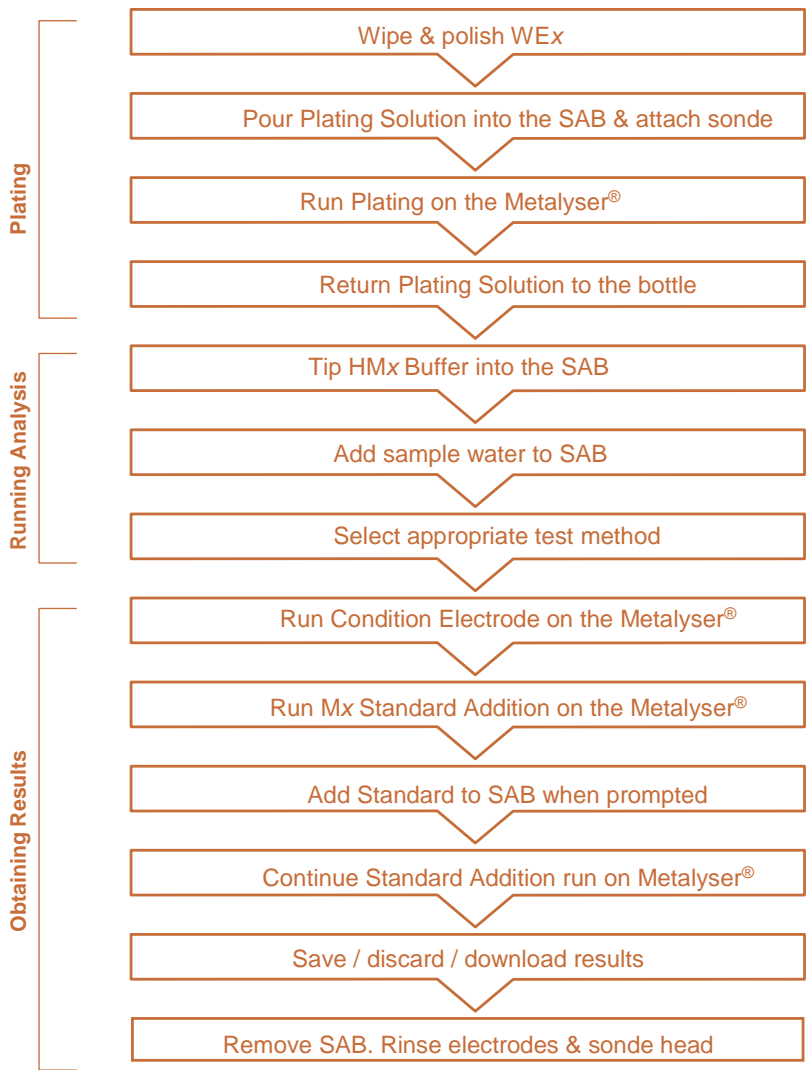 Plating
Wipe & polish WEx
Pour Plating Solution into the SAB & attach sonde
Run Plating on the Metalyser®
Return Plating Solution to the bottle
Running Analysis
Tip HMx Buffer into the SAB
Add sample water to SAB
Select appropriate test method
Obtaining Results
Run Condition Electrode on the Metalyser®
Run Mx Standard Addition on the Metalyser®
Add Standard to SAB when prompted
Continue Standard Addition run on Metalyser®
Save / discard / download results
Remove SAB. Rinse electrodes & sonde head